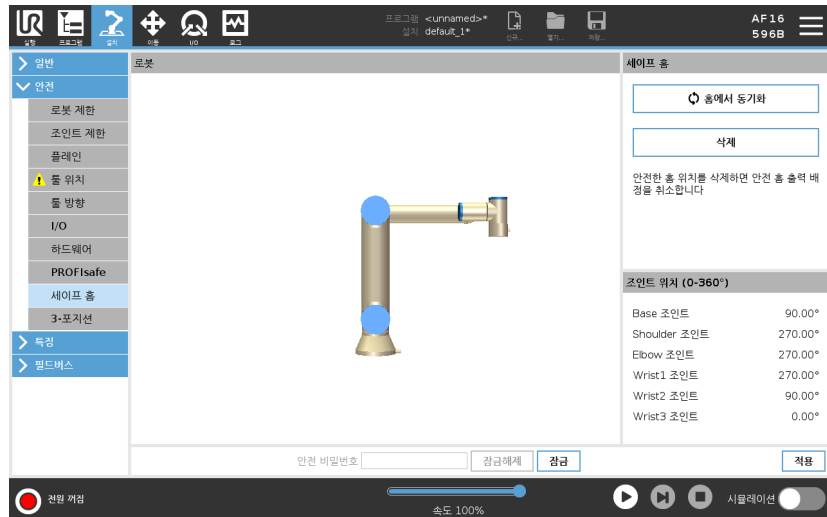 실행
프로그램
설치
이동
I/O
로그
프로그램 <unnamed>*
설치 default_1*
신규...
열기...
저장...
AF16
596B
일반
안전
로봇 제한
조인트 제한
플레인
툴 위치
툴 방향
I/O
하드웨어
PROFIsafe
세이프 홈
3-포지션
특징
필드버스
로봇
세이프 홈
홈에서 동기화
삭제
안전한 홈 위치를 삭제하면 안전 홈 출력 배
정을 취소합니다
조인트 위치 (0-360°)
Base 조인트 90.00°
Shoulder 조인트 270.00°
Elbow 조인트 270.00°
Wrist1 조인트 270.00°
Wrist2 조인트 90.00°
Wrist3 조인트 0.00°
안전 비밀번호 잠금해제 잠금 적용
전원 꺼짐
속도 100%
시뮬레이션